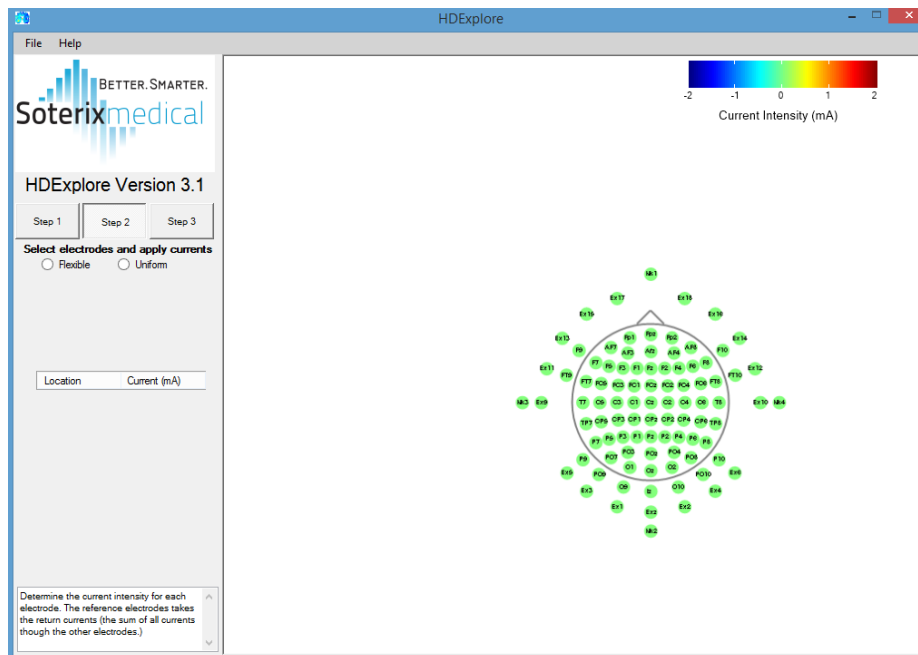 HDExplore
File Help
BETTER. SMARTER.
Soterixmedical
HDExplore Version 3.1
Step 1 Step 2 Step 3
Select electrodes and apply currents
Flexible Uniform
Location Current (mA)
Determine the current intensity for each
electrode. The reference electrodes takes
the return currents (the sum of all currents
though the other electrodes.)
-2 -1 0 1 2
Current Intensity (mA)
Nk1
Ex17 Ex18
Ex15 Ex16
Fp1 Fpz Fp2
Ex13 Ex14
F9 AF7 AF3 Afz AF4 AF8 F10
F7 F5 F3 F1 Fz F2 F4 F6 F8
Ex11 Ex12
FT9 FT10
FT7 FC5 FC3 FC1 FCz FC2 FC4 FC6 FT8
Nk3 Ex9 T7 C5 C3 C1 Cz C2 C4 C6 T8 Ex10 Nk4
TP7 CP5 CP3 CP1 CPz CP2 CP4 CP6 TP8
P7 P5 P3 P1 Pz P2 P4 P6 P8
P9 PO7 PO3 POz PO4 PO8 P10
Ex5 PO9 O1 Oz O2 PO10 Ex6
Ex3 O9 Iz O10 Ex4
Ex1 Exz Ex2
Nk2